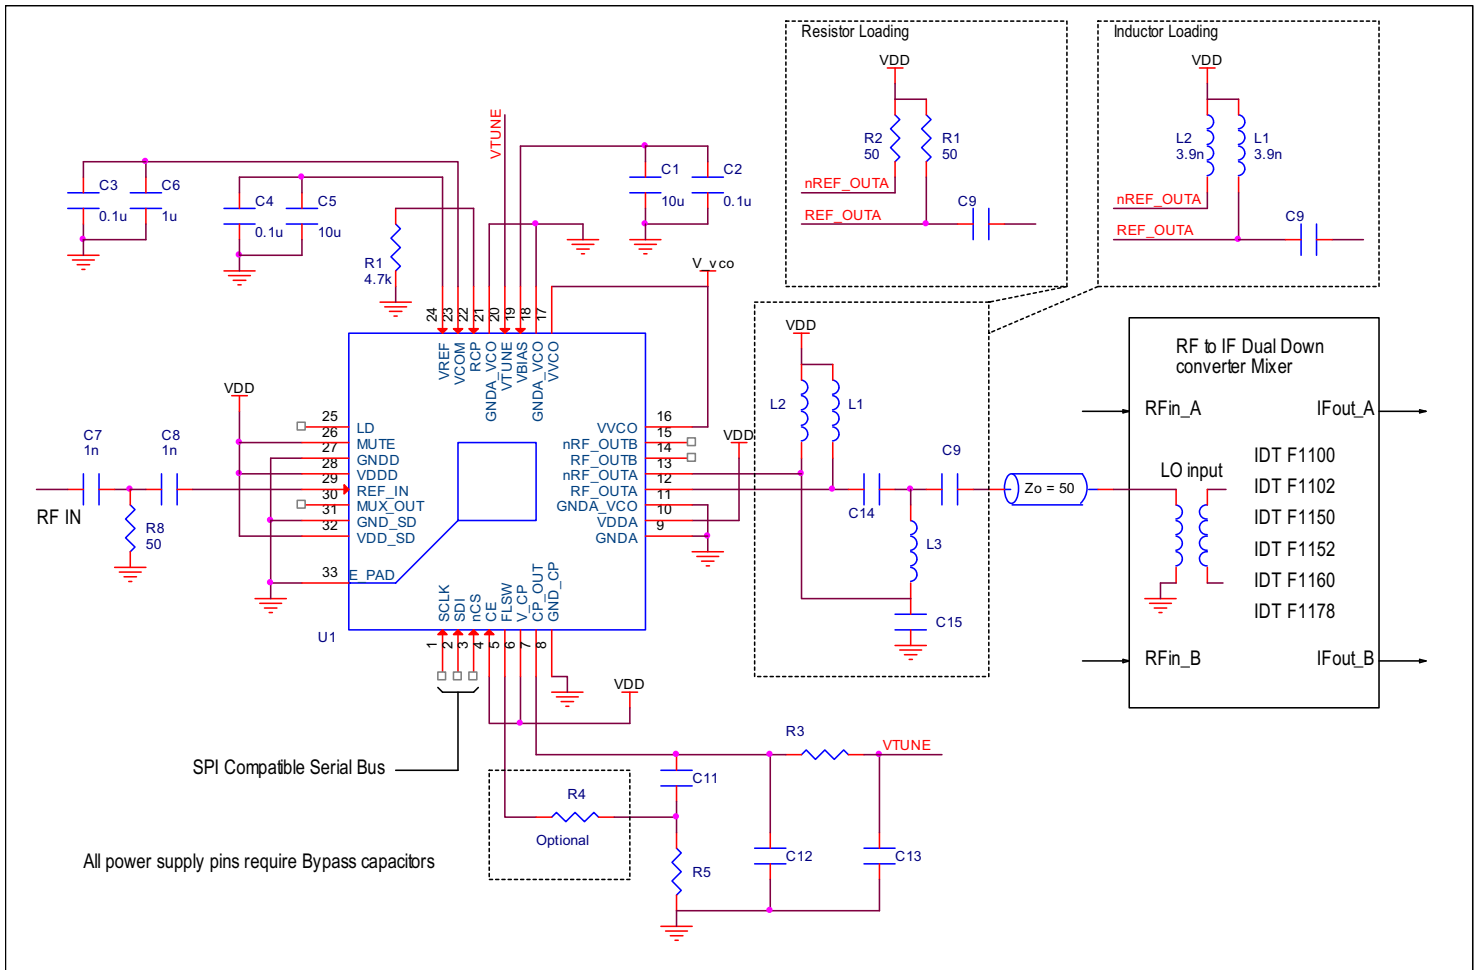 Resistor Loading
VDD
R2
50
R1
50
nREF_OUTA
REF_OUTA
C9
Inductor Loading
VDD
L2
3.9n
L1
3.9n
nREF_OUTA
REF_OUTA
C9
VTUNE
C3
0.1u
C6
1u
C4
0.1u
C5
10u
R1
4.7k
C1
10u
C2
0.1u
V_vco
24
23
22
21
20
19
18
17
VREF
VCOM
RCP
GNDA_VCO
VTUNE
VBIAS
GNDA_VCO
VVCO
VDD
25
LD
26
MUTE
27
GNDD
28
VDDD
29
REF_IN
30
MUX_OUT
31
GND_SD
32
VDD_SD
33
E_PAD
C7
1n
C8
1n
RF IN
R8
50
VVCO
16
nRF_OUTB
15
RF_OUTB
14
nRF_OUTA
13
RF_OUTA
12
GNDA_VCO
11
VDDA
10
GNDA
9
VDD
SCLK
SDI
nCS
CE
FLSW
V_CP
CP_OUT
GND_CP
1
2
3
4
5
6
7
8
U1
VDD
L2
L1
C14
C9
L3
C15
Zo = 50
RF to IF Dual Down
converter Mixer
RFin_A
IFout_A
LO input
IDT F1100
IDT F1102
IDT F1150
IDT F1152
IDT F1160
IDT F1178
RFin_B
IFout_B
VDD
SPI Compatible Serial Bus
R3
VTUNE
C11
R4
Optional
R5
C12
C13
All power supply pins require Bypass capacitors